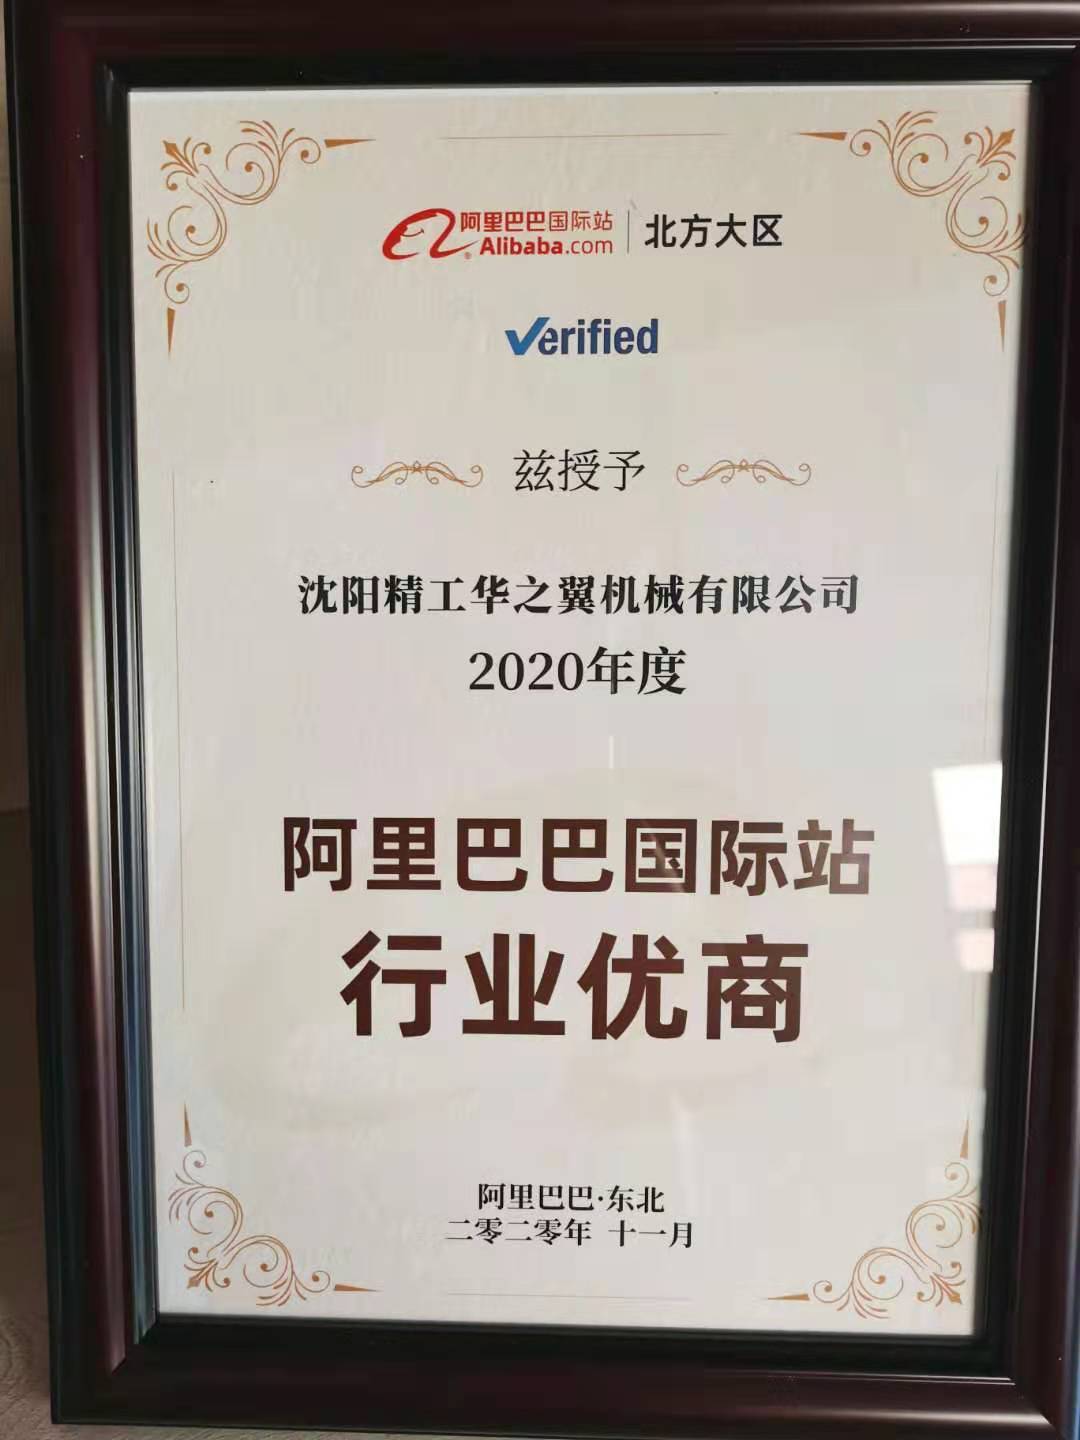 阿里巴巴国际站
Alibaba.com
北方大区
Verified
兹授予
沈阳精工华之翼机械有限公司
2020年度
阿里巴巴国际站
行业优商
阿里巴巴·东北
二零二零年 十一月